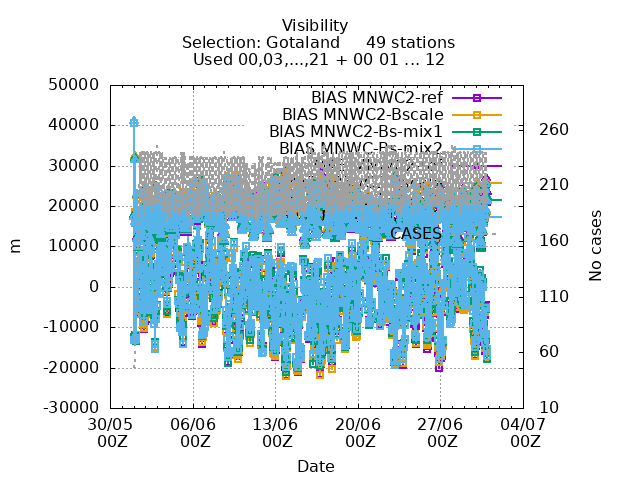 Visibility
Selection: Gotaland 49 stations
Used 00,03,...,21 + 00 01 ... 12
50000
40000
30000
20000
10000
0
-10000
-20000
-30000
m
BIAS MNWC2-ref
BIAS MNWC2-Bscale
BIAS MNWC2-Bs-mix1
BIAS MNWC-Bs-mix2
CASES
260
210
160
110
60
10
No cases
30/05 06/06 13/06 20/06 27/06 04/07
00Z 00Z 00Z 00Z 00Z 00Z
Date